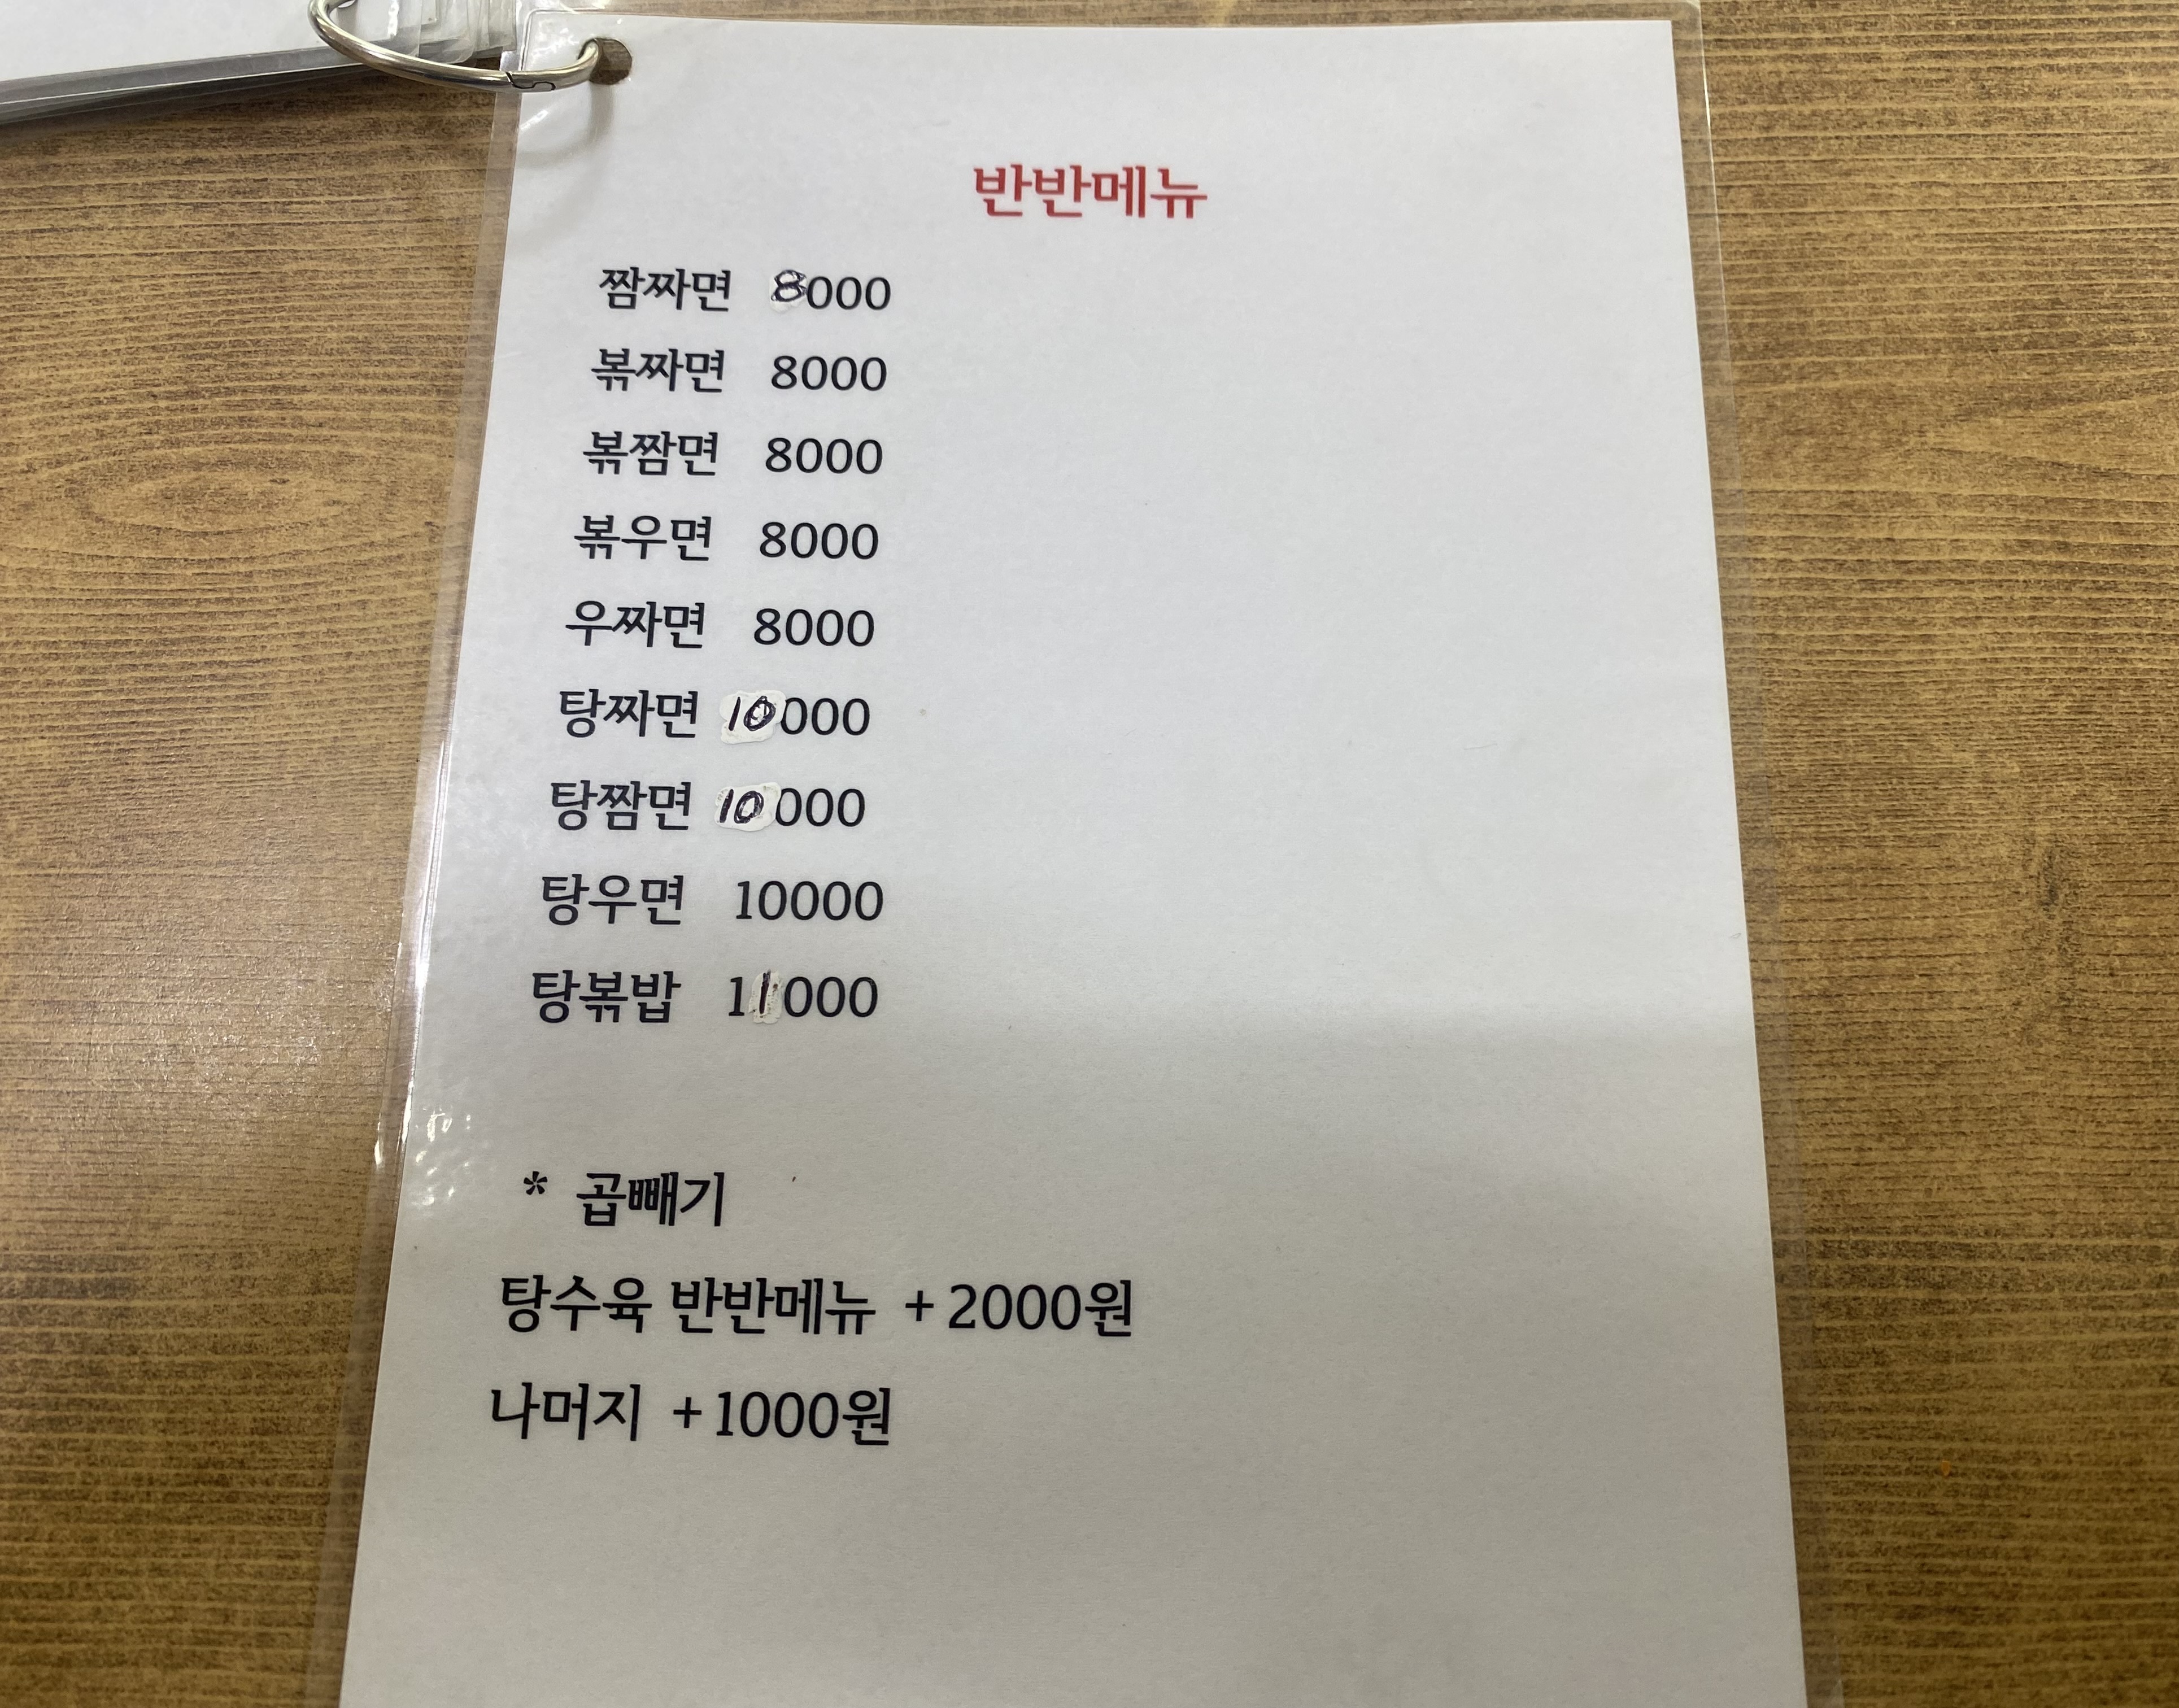 반반메뉴
짬짜면 8000
볶짜면 8000
볶짬면 8000
볶우면 8000
우짜면 8000
탕짜면 10000
탕짬면 10000
탕우면 10000
탕볶밥 11000
* 곱빼기
탕수육 반반메뉴 +2000원
나머지 +1000원